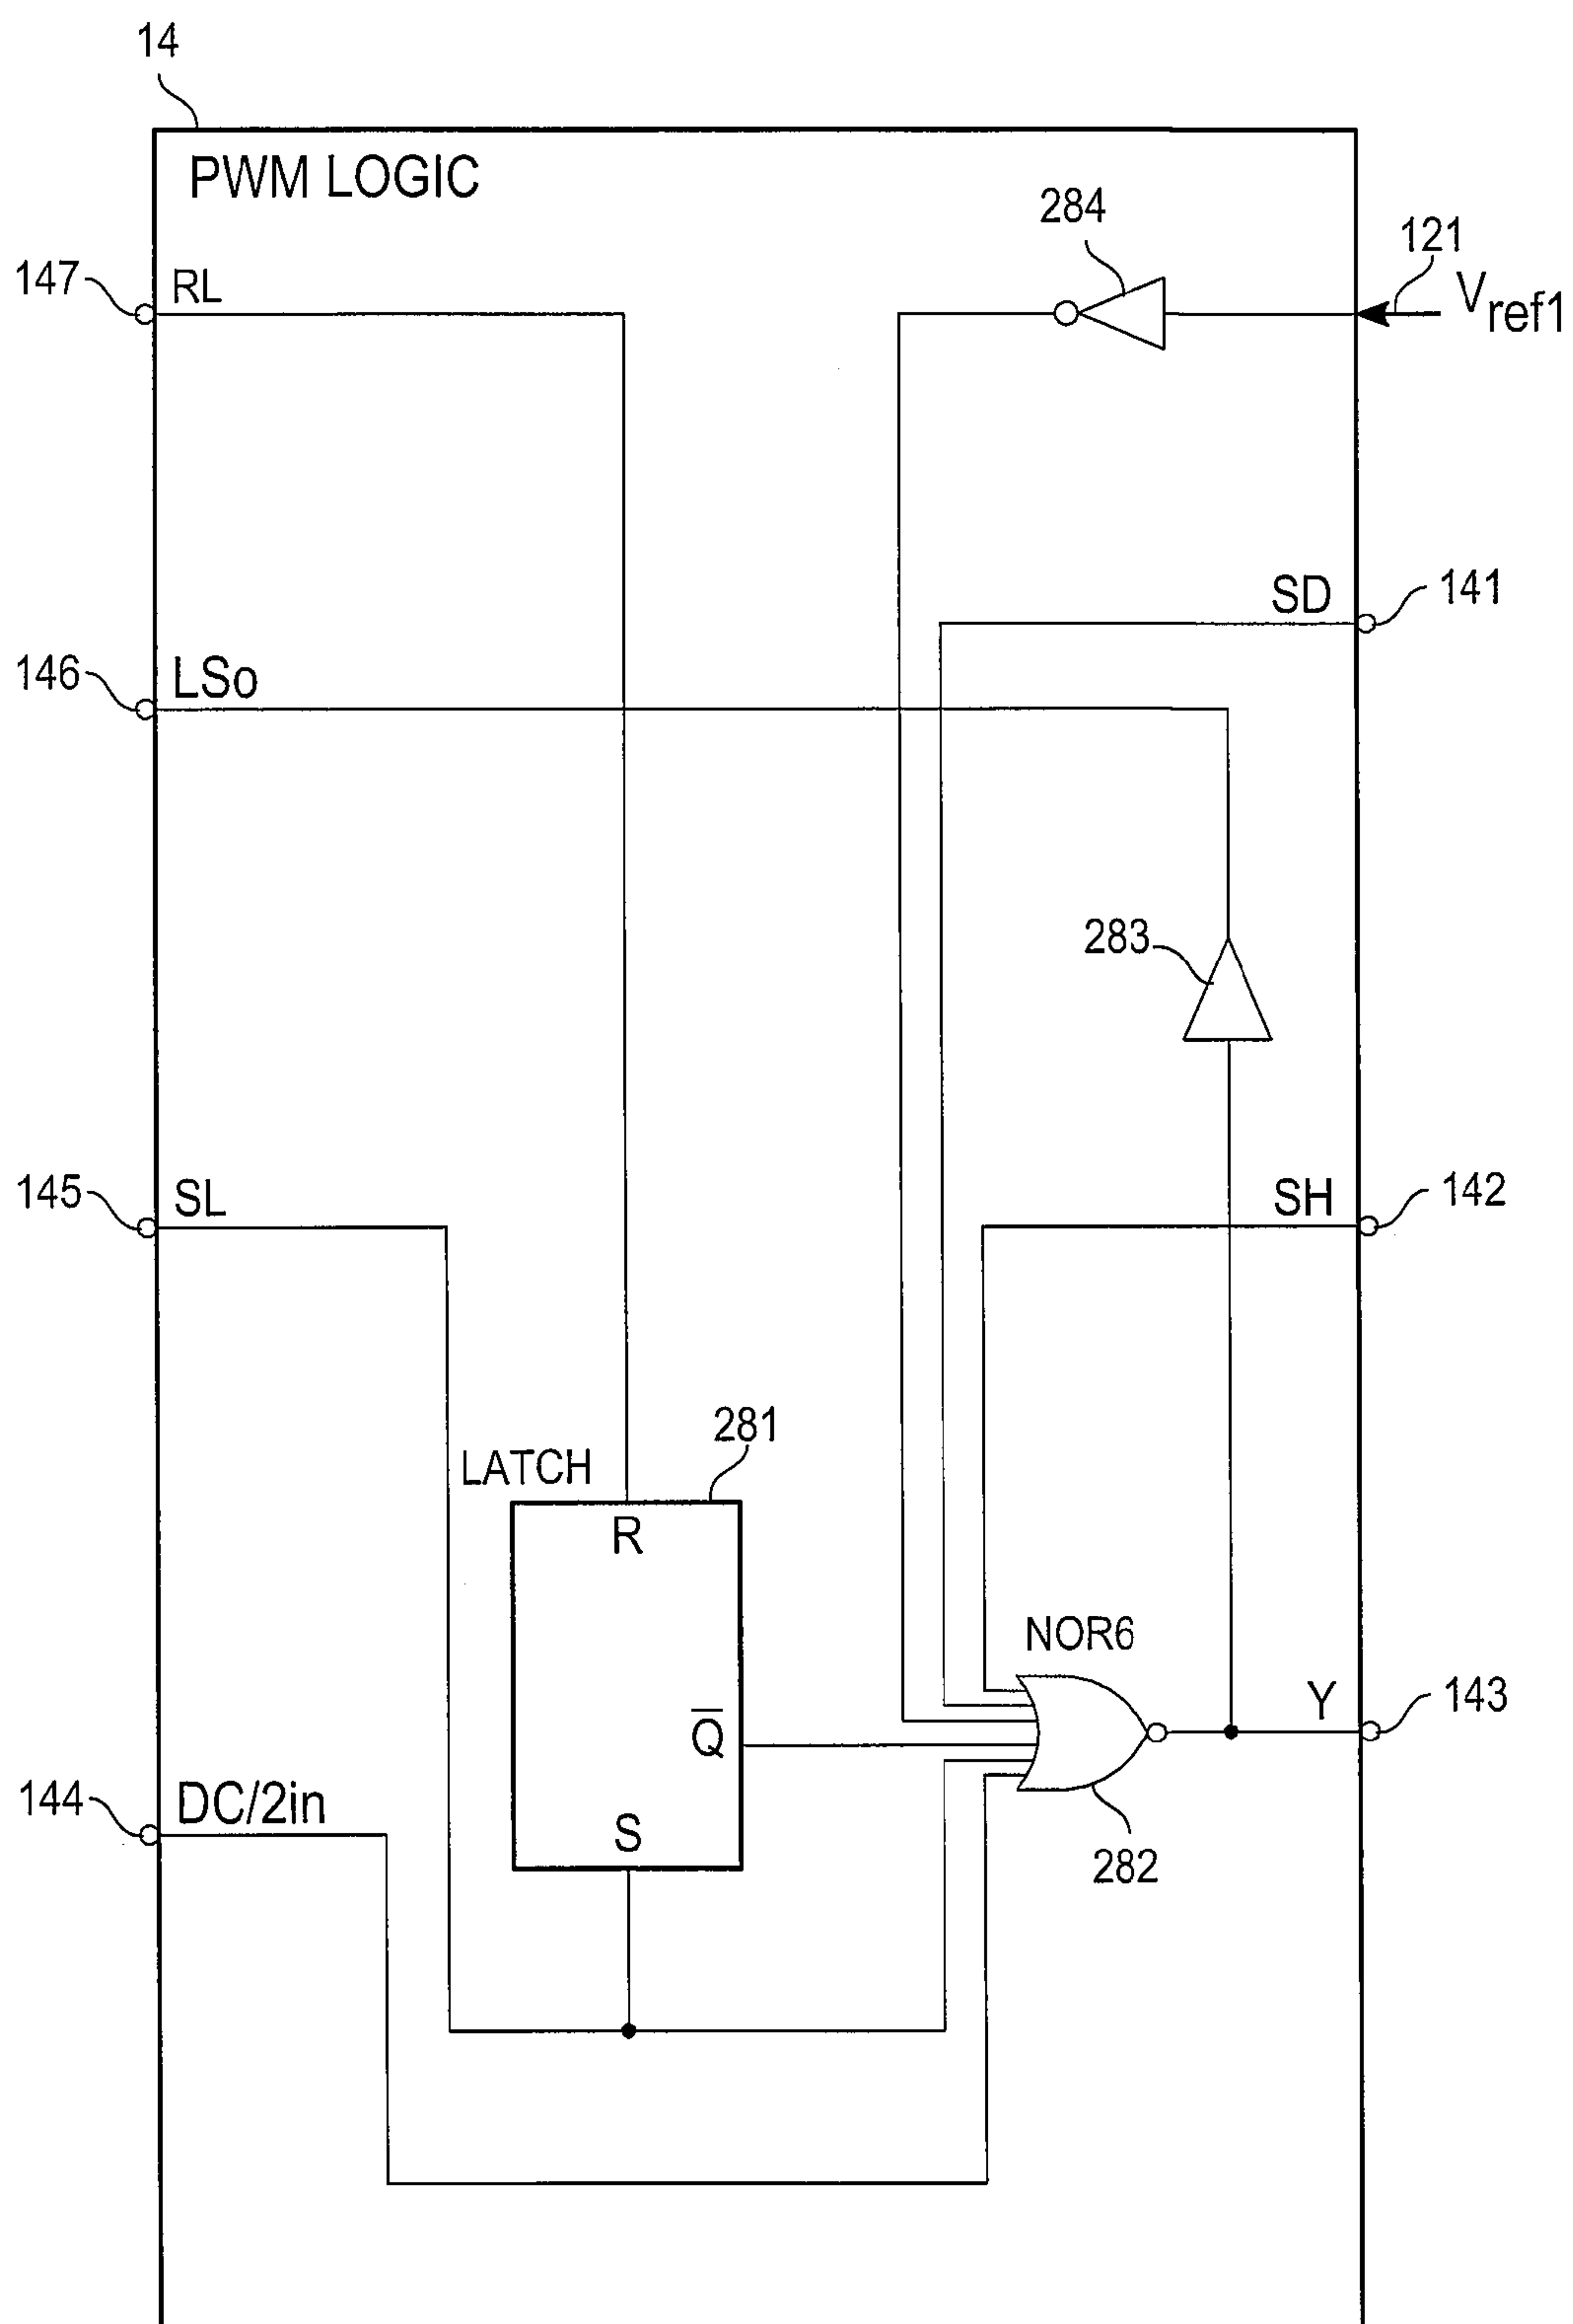 14
PWM LOGIC
284
121
Vref1
147
RL
SD
141
146
LSo
283
145
SL
SH
142
LATCH
281
R
NOR6
Q̅
Y
143
144
DC/2in
S
282